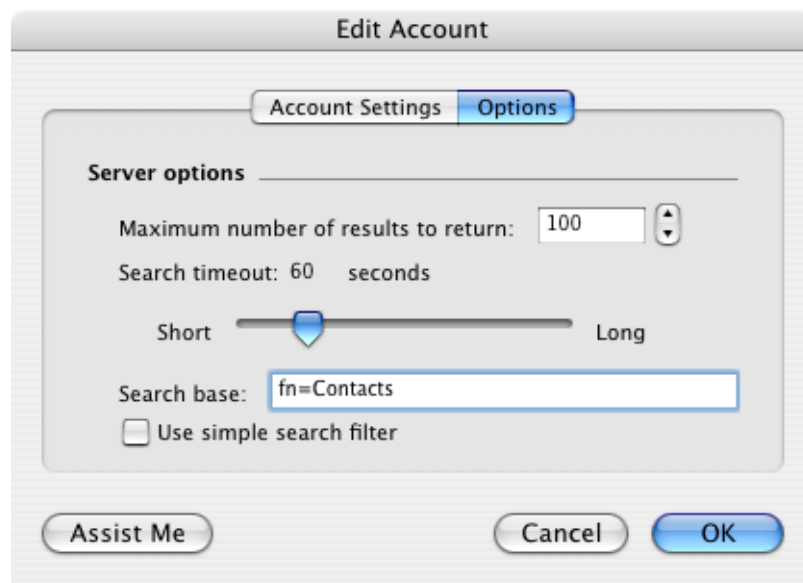 Edit Account
Account Settings Options
Server options
Maximum number of results to return: 100
Search timeout: 60 seconds
Short Long
Search base: fn=Contacts
Use simple search filter
Assist Me Cancel OK